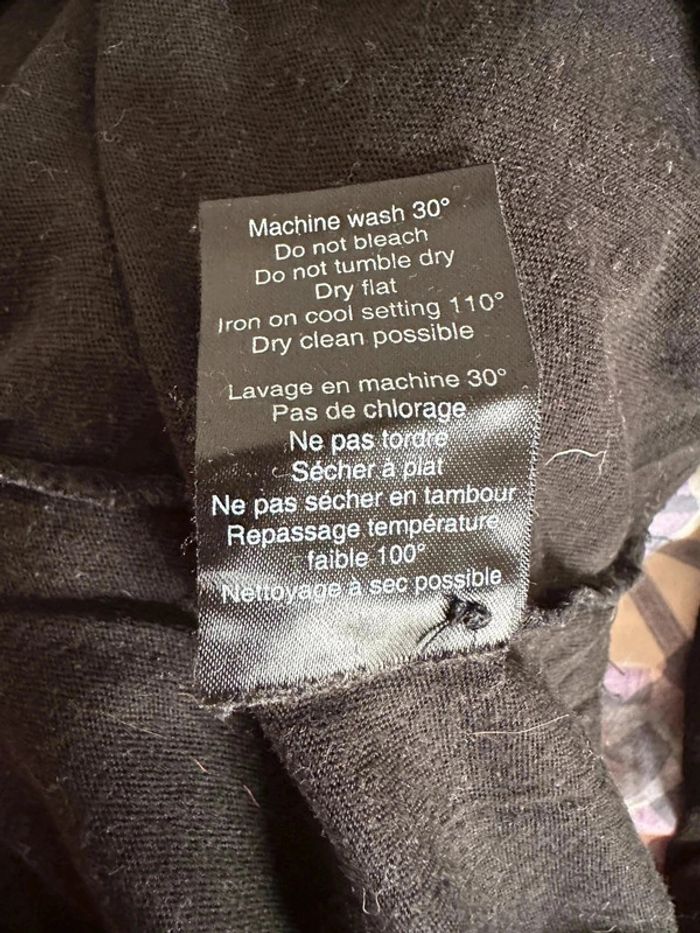 Machine wash 30°
Do not bleach
Do not tumble dry
Dry flat
Iron on cool setting 110°
Dry clean possible
Lavage en machine 30°
Pas de chlorage
Ne pas tordre
Sécher à plat
Ne pas sécher en tambour
Repassage température
faible 100°
Nettoyage à sec possible